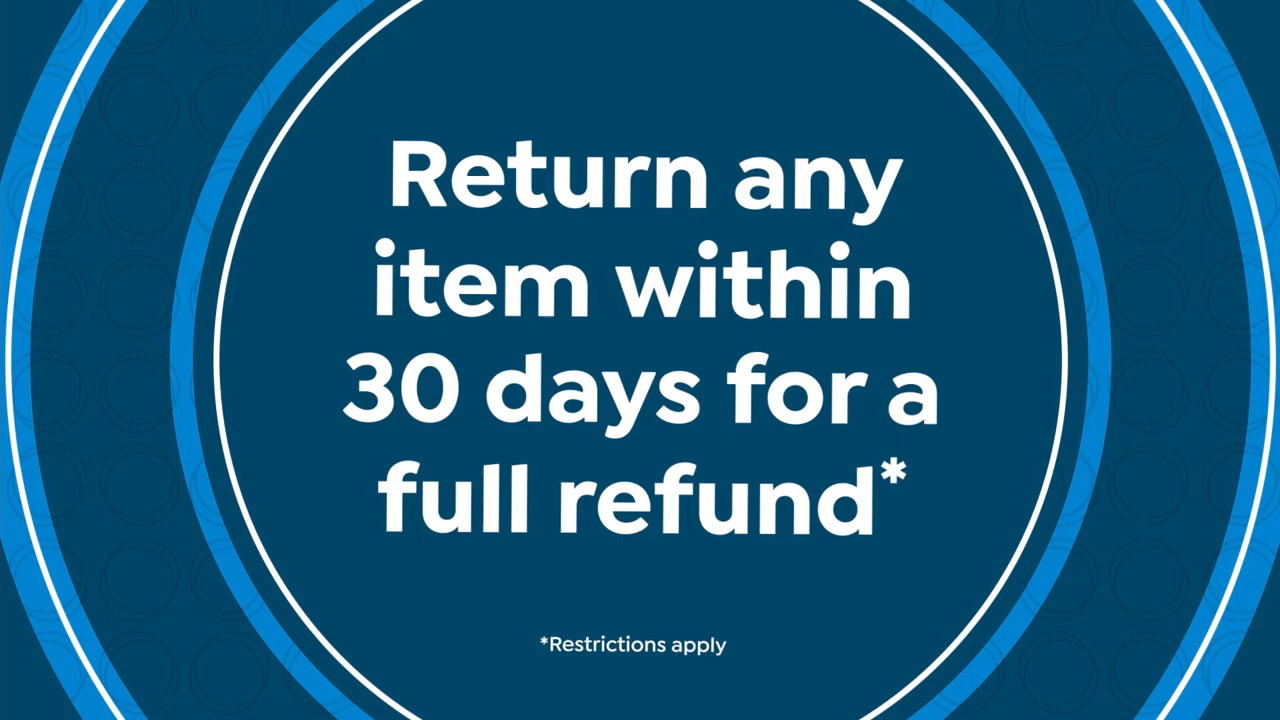 Return any
item within
30 days for a
full refund*
*Restrictions apply